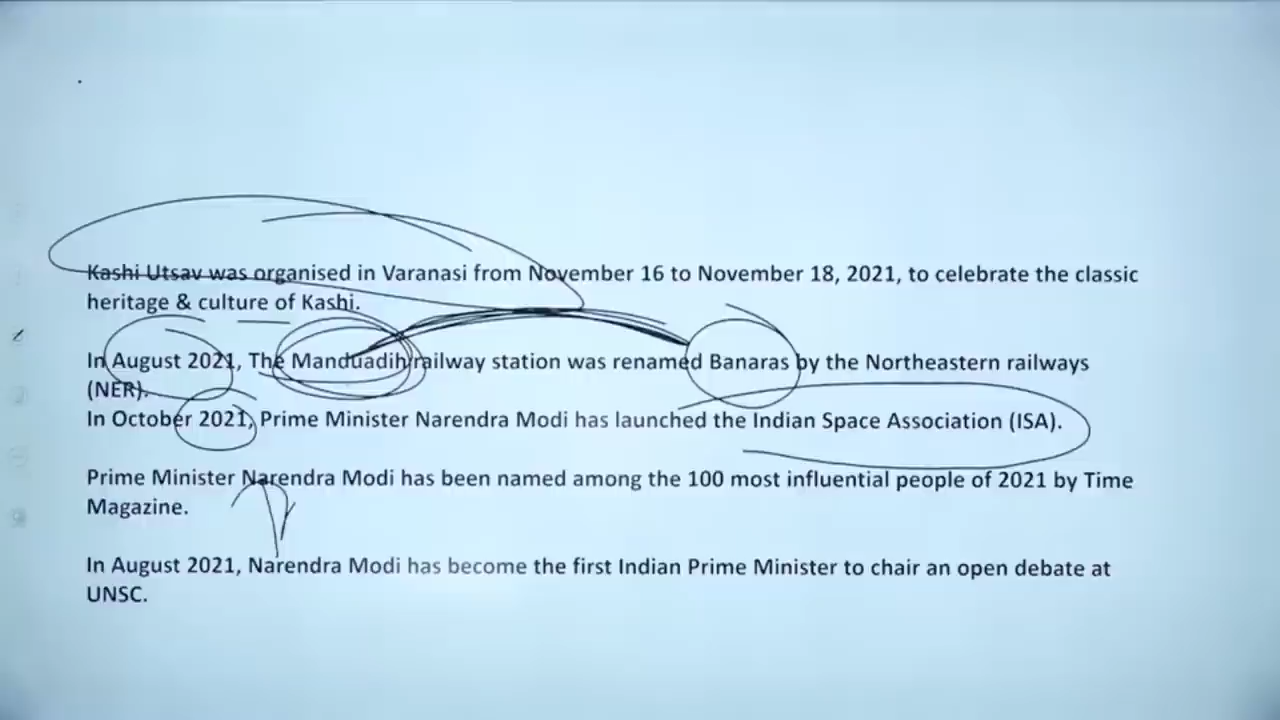 Kashi Utsav was organised in Varanasi from November 16 to November 18, 2021, to celebrate the classic
heritage & culture of Kashi.
In August 2021, The Manduadih railway station was renamed Banaras by the Northeastern railways
(NER).
In October 2021, Prime Minister Narendra Modi has launched the Indian Space Association (ISA).
Prime Minister Narendra Modi has been named among the 100 most influential people of 2021 by Time
Magazine.
In August 2021, Narendra Modi has become the first Indian Prime Minister to chair an open debate at
UNSC.